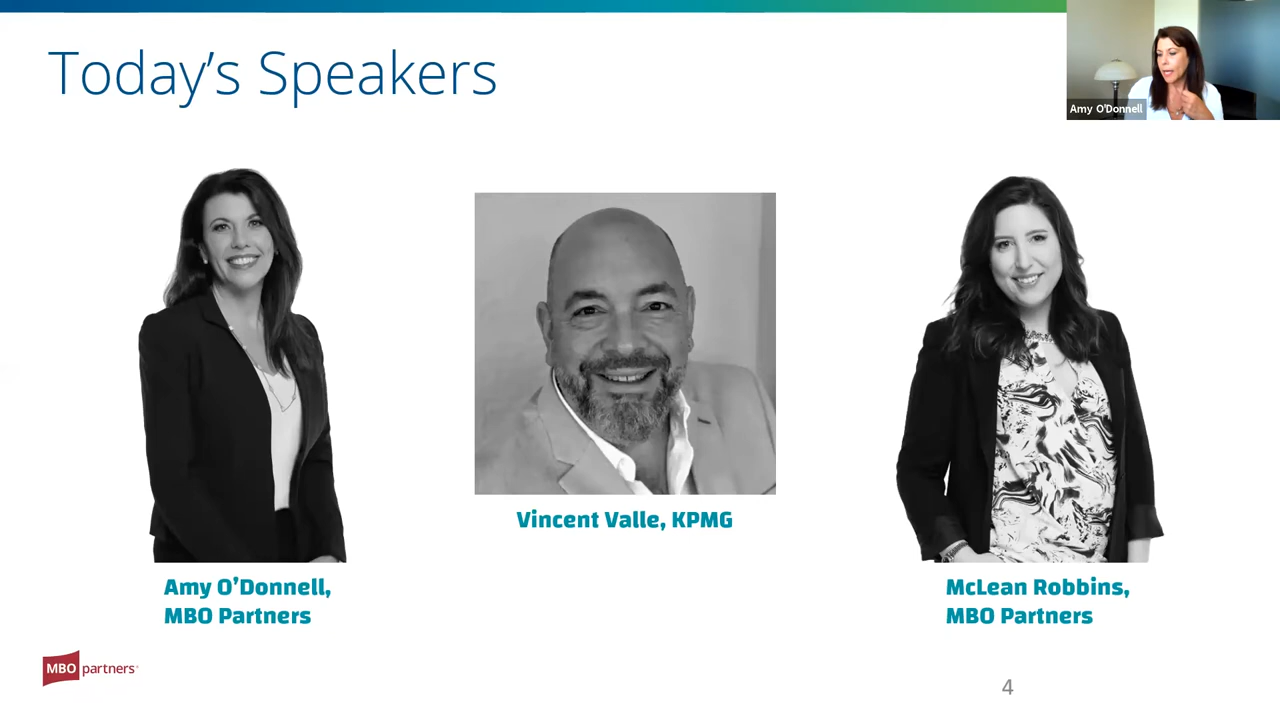 Today’s Speakers
Amy O'Donnell
Vincent Valle, KPMG
Amy O’Donnell,
MBO Partners
McLean Robbins,
MBO Partners
MBO partners
4